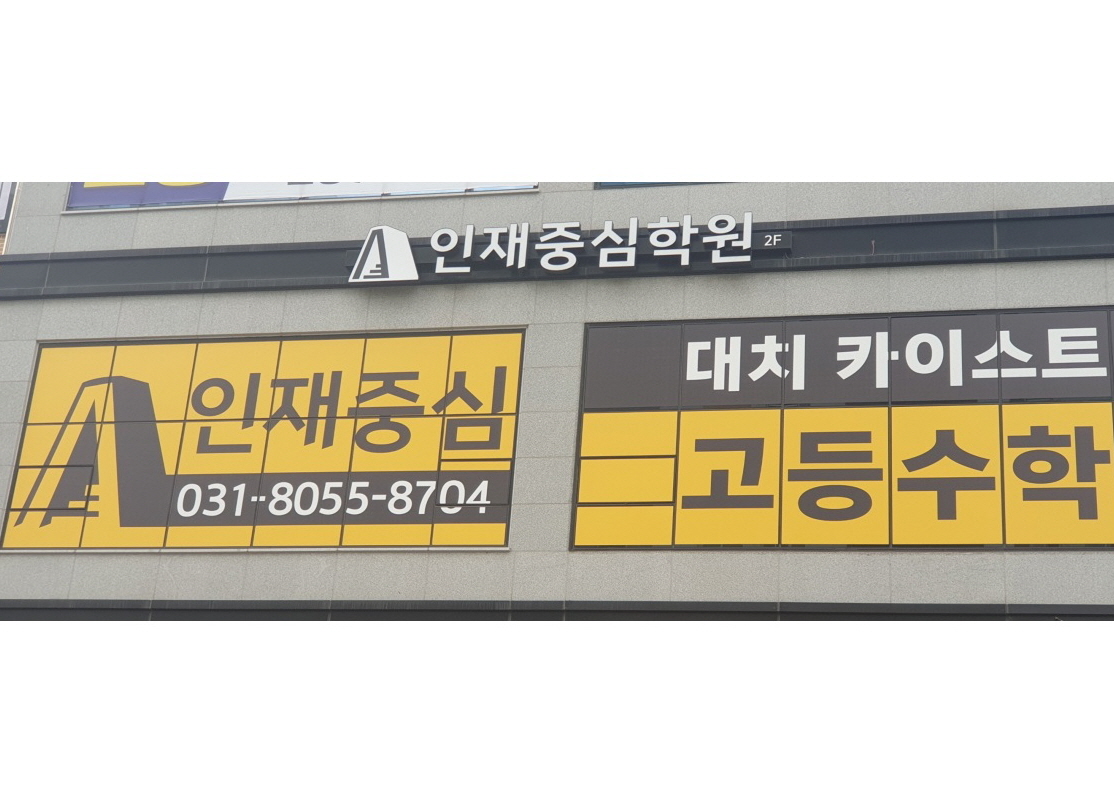 인재중심학원 2F
인재중심
031-8055-8704
대치 카이스트
고등수학